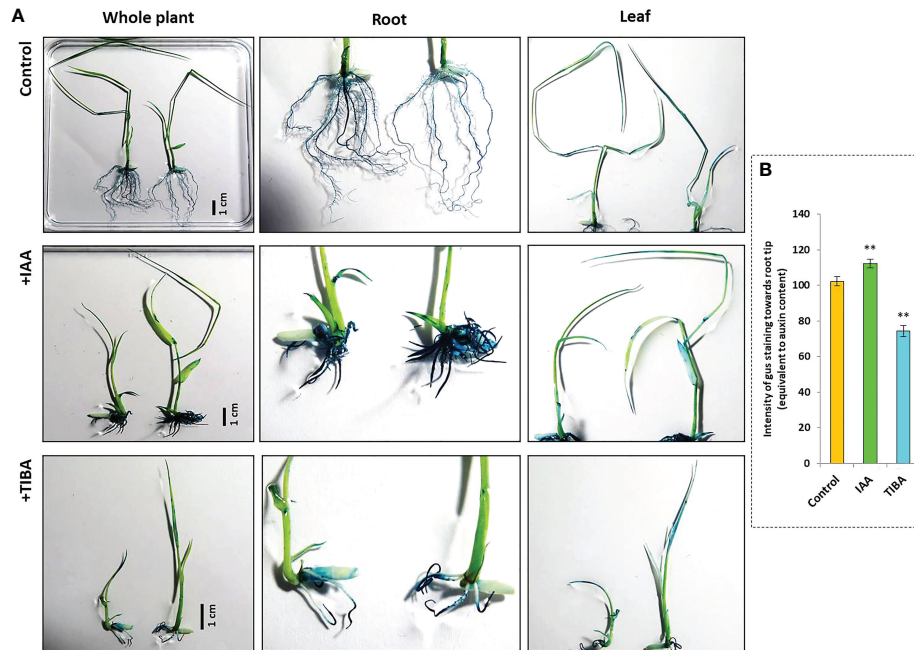 A
Whole plant
Root
Leaf
Control
1 cm
+IAA
1 cm
+TIBA
1 cm
B
Intensity of gus staining towards root tip
(equivalent to auxin content)
140
120
100
80
60
40
20
0
**
**
Control
IAA
TIBA